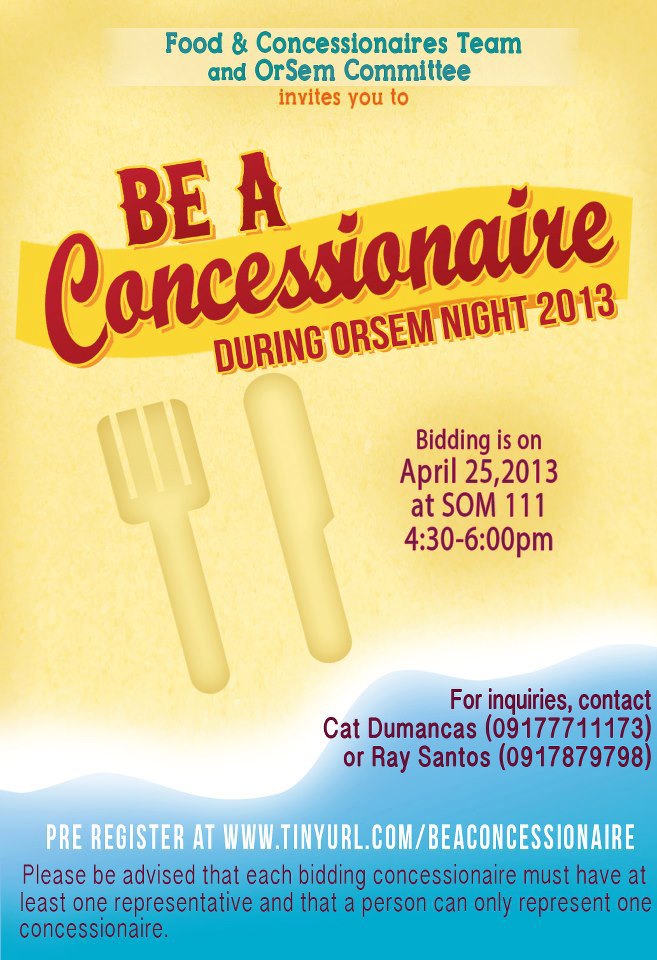 Food & Concessionaires Team
and OrSem Committee
invites you to
BE A
Concessionaire
DURING ORSEM NIGHT 2013
Bidding is on
April 25,2013
at SOM 111
4:30-6:00pm
For inquiries, contact
Cat Dumancas (09177711173)
or Ray Santos (0917879798)
PRE REGISTER AT WWW.TINYURL.COM/BEACONCESSIONAIRE
Please be advised that each bidding concessionaire must have at
least one representative and that a person can only represent one
concessionaire.